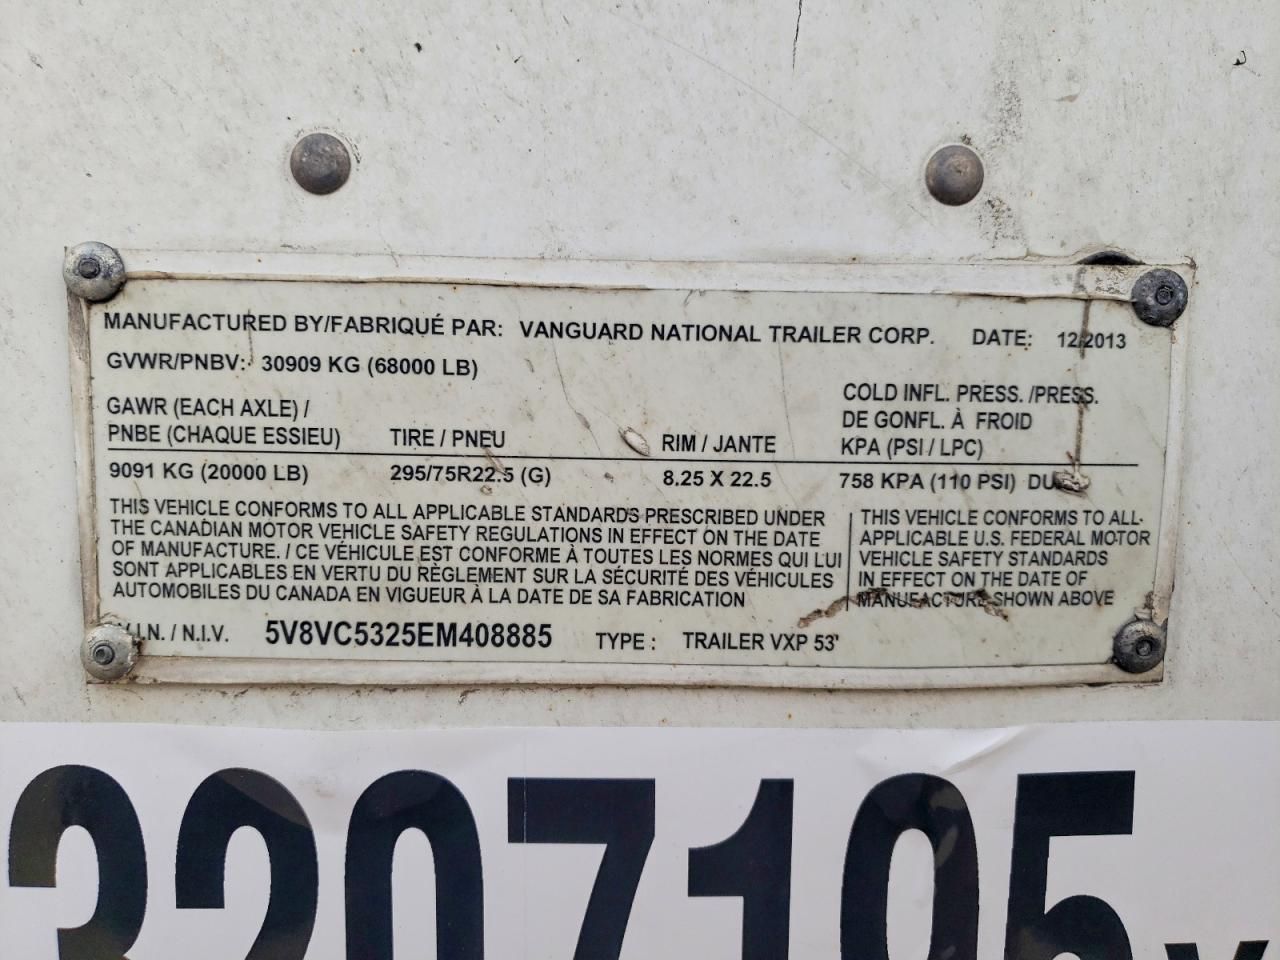 MANUFACTURED BY/FABRIQUÉ PAR: VANGUARD NATIONAL TRAILER CORP. DATE: 12/2013
GVWR/PNBV: 30909 KG (68000 LB)
GAWR (EACH AXLE) /
PNBE (CHAQUE ESSIEU) TIRE / PNEU RIM / JANTE
COLD INFL. PRESS. /PRESS.
DE GONFL. À FROID
KPA (PSI / LPC)
9091 KG (20000 LB) 295/75R22.5 (G) 8.25 X 22.5 758 KPA (110 PSI)
THIS VEHICLE CONFORMS TO ALL APPLICABLE STANDARDS PRESCRIBED UNDER
THE CANADIAN MOTOR VEHICLE SAFETY REGULATIONS IN EFFECT ON THE DATE
OF MANUFACTURE. / CE VÉHICULE EST CONFORME À TOUTES LES NORMES QUI LUI
SONT APPLICABLES EN VERTU DU RÈGLEMENT SUR LA SÉCURITÉ DES VÉHICULES
AUTOMOBILES DU CANADA EN VIGUEUR À LA DATE DE SA FABRICATION
THIS VEHICLE CONFORMS TO ALL
APPLICABLE U.S. FEDERAL MOTOR
VEHICLE SAFETY STANDARDS
IN EFFECT ON THE DATE OF
MANUFACTURE SHOWN ABOVE
V.I.N. / N.I.V. 5V8VC5325EM408885 TYPE : TRAILER VXP 53'
3207195